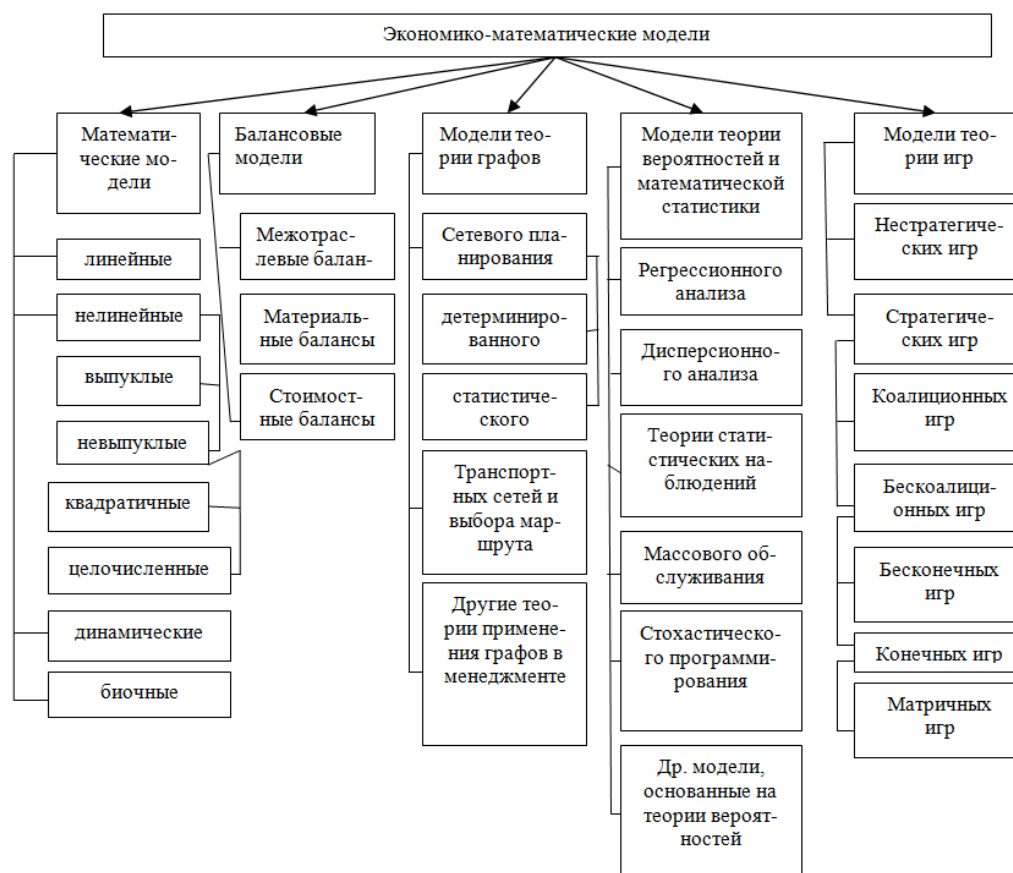 Экономико-математические модели
Математи-
ческие мо-
дели
линейные
нелинейные
выпуклые
невыпуклые
квадратичные
целочисленные
динамические
биочные
Балансовые
модели
Межотрас-
левые балан-
Материаль-
ные балансы
Стоимост-
ные балансы
Модели тео-
рии графов
Сетевого пла-
нирования
детерминиро-
ванного
статистического
Транспорт-
ных сетей и
выбора мар-
шрута
Другие тео-
рии примене-
ния графов в
менеджменте
Модели теории
вероятностей и
математической
статистики
Регрессионного
анализа
Дисперсионно-
го анализа
Теории стати-
стических на-
блюдений
Массового об-
служивания
Стохастическо-
го программи-
рования
Др. модели,
основанные на
теории вероят-
ностей
Модели тео-
рии игр
Нестратегиче-
ских игр
Стратегиче-
ских игр
Коалиционных
игр
Бескоалици-
онных игр
Бесконечных
игр
Конечных игр
Матричных
игр